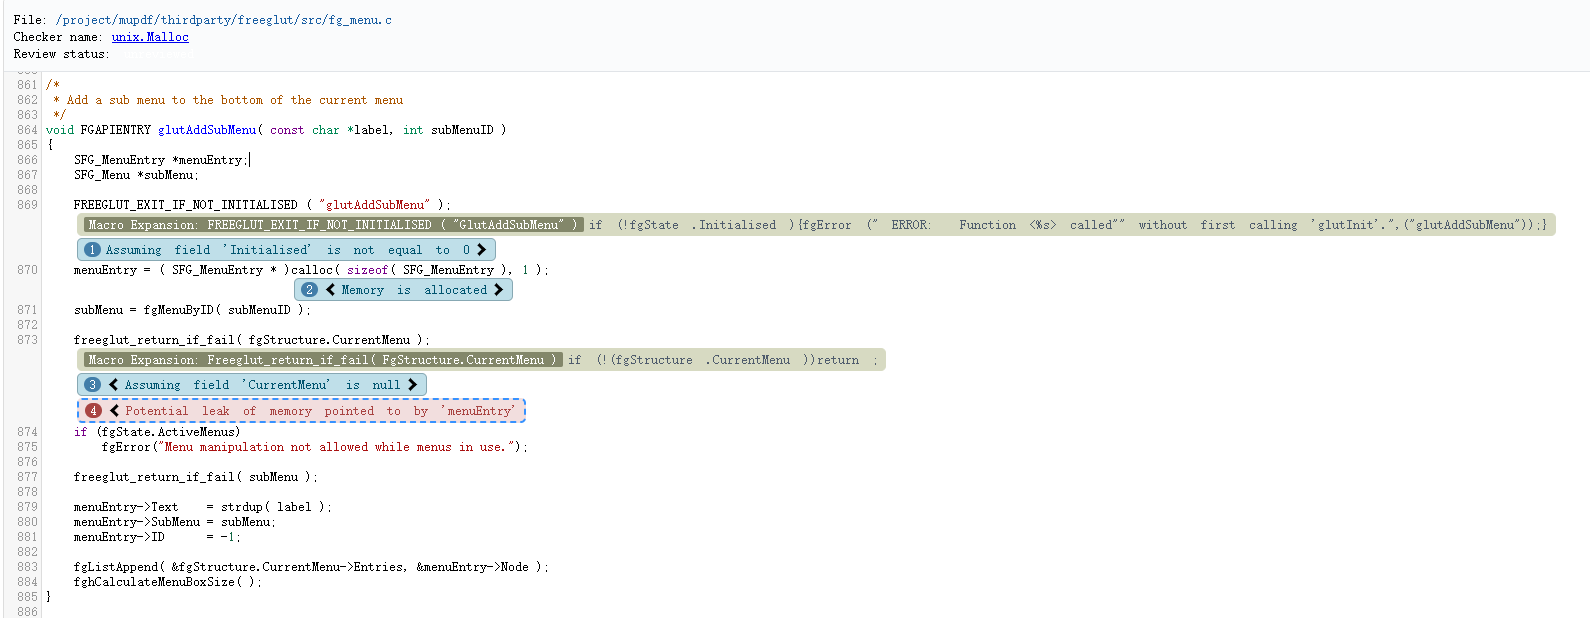 File: /project/mupdf/thirdparty/freeglut/src/fg_menu.c
Checker name: unix.Malloc
Review status:
861 /*
862  * Add a sub menu to the bottom of the current menu
863  */
864 void FGAPIENTRY glutAddSubMenu( const char *label, int subMenuID )
865 {
866     SFG_MenuEntry *menuEntry;
867     SFG_Menu *subMenu;
868
869     FREEGLUT_EXIT_IF_NOT_INITIALISED ( "glutAddSubMenu" );
Macro Expansion: FREEGLUT_EXIT_IF_NOT_INITIALISED ( "GlutAddSubMenu" ) if (!fgState .Initialised ){fgError (" ERROR:  Function <%s> called"" without first calling 'glutInit'.",("glutAddSubMenu"));}
1 Assuming field 'Initialised' is not equal to 0 >
870     menuEntry = ( SFG_MenuEntry * )calloc( sizeof( SFG_MenuEntry ), 1 );
2 < Memory is allocated >
871     subMenu = fgMenuByID( subMenuID );
872
873     freeglut_return_if_fail( fgStructure.CurrentMenu );
Macro Expansion: Freeglut_return_if_fail( FgStructure.CurrentMenu ) if (!(fgStructure .CurrentMenu ))return ;
3 < Assuming field 'CurrentMenu' is null >
4 < Potential leak of memory pointed to by 'menuEntry'
874     if (fgState.ActiveMenus)
875         fgError("Menu manipulation not allowed while menus in use.");
876
877     freeglut_return_if_fail( subMenu );
878
879     menuEntry->Text    = strdup( label );
880     menuEntry->SubMenu = subMenu;
881     menuEntry->ID      = -1;
882
883     fgListAppend( &fgStructure.CurrentMenu->Entries, &menuEntry->Node );
884     fghCalculateMenuBoxSize( );
885 }
886